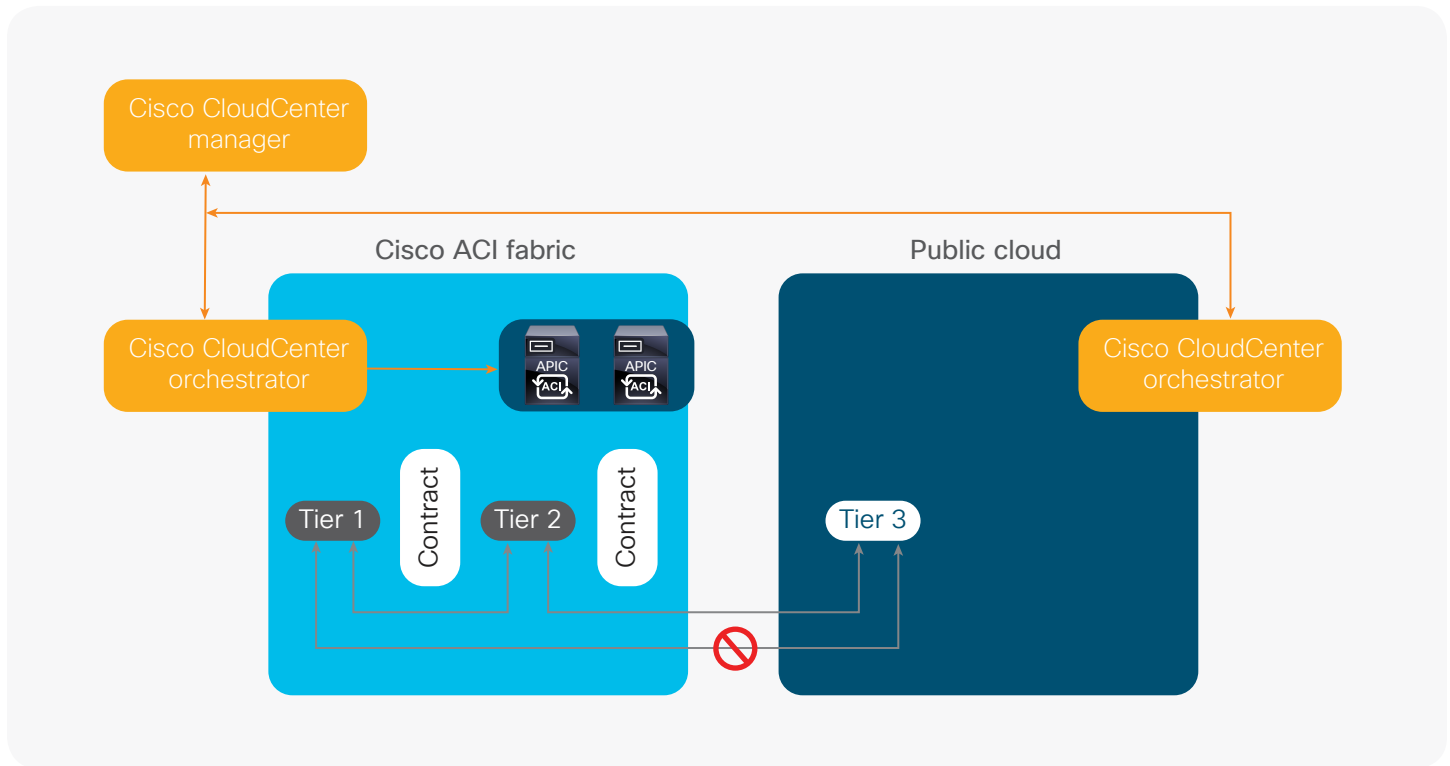 Cisco CloudCenter
manager
Cisco ACI fabric
Public cloud
Cisco CloudCenter
orchestrator
APIC
ACI
APIC
ACI
Cisco CloudCenter
orchestrator
Tier 1
Contract
Tier 2
Contract
Tier 3